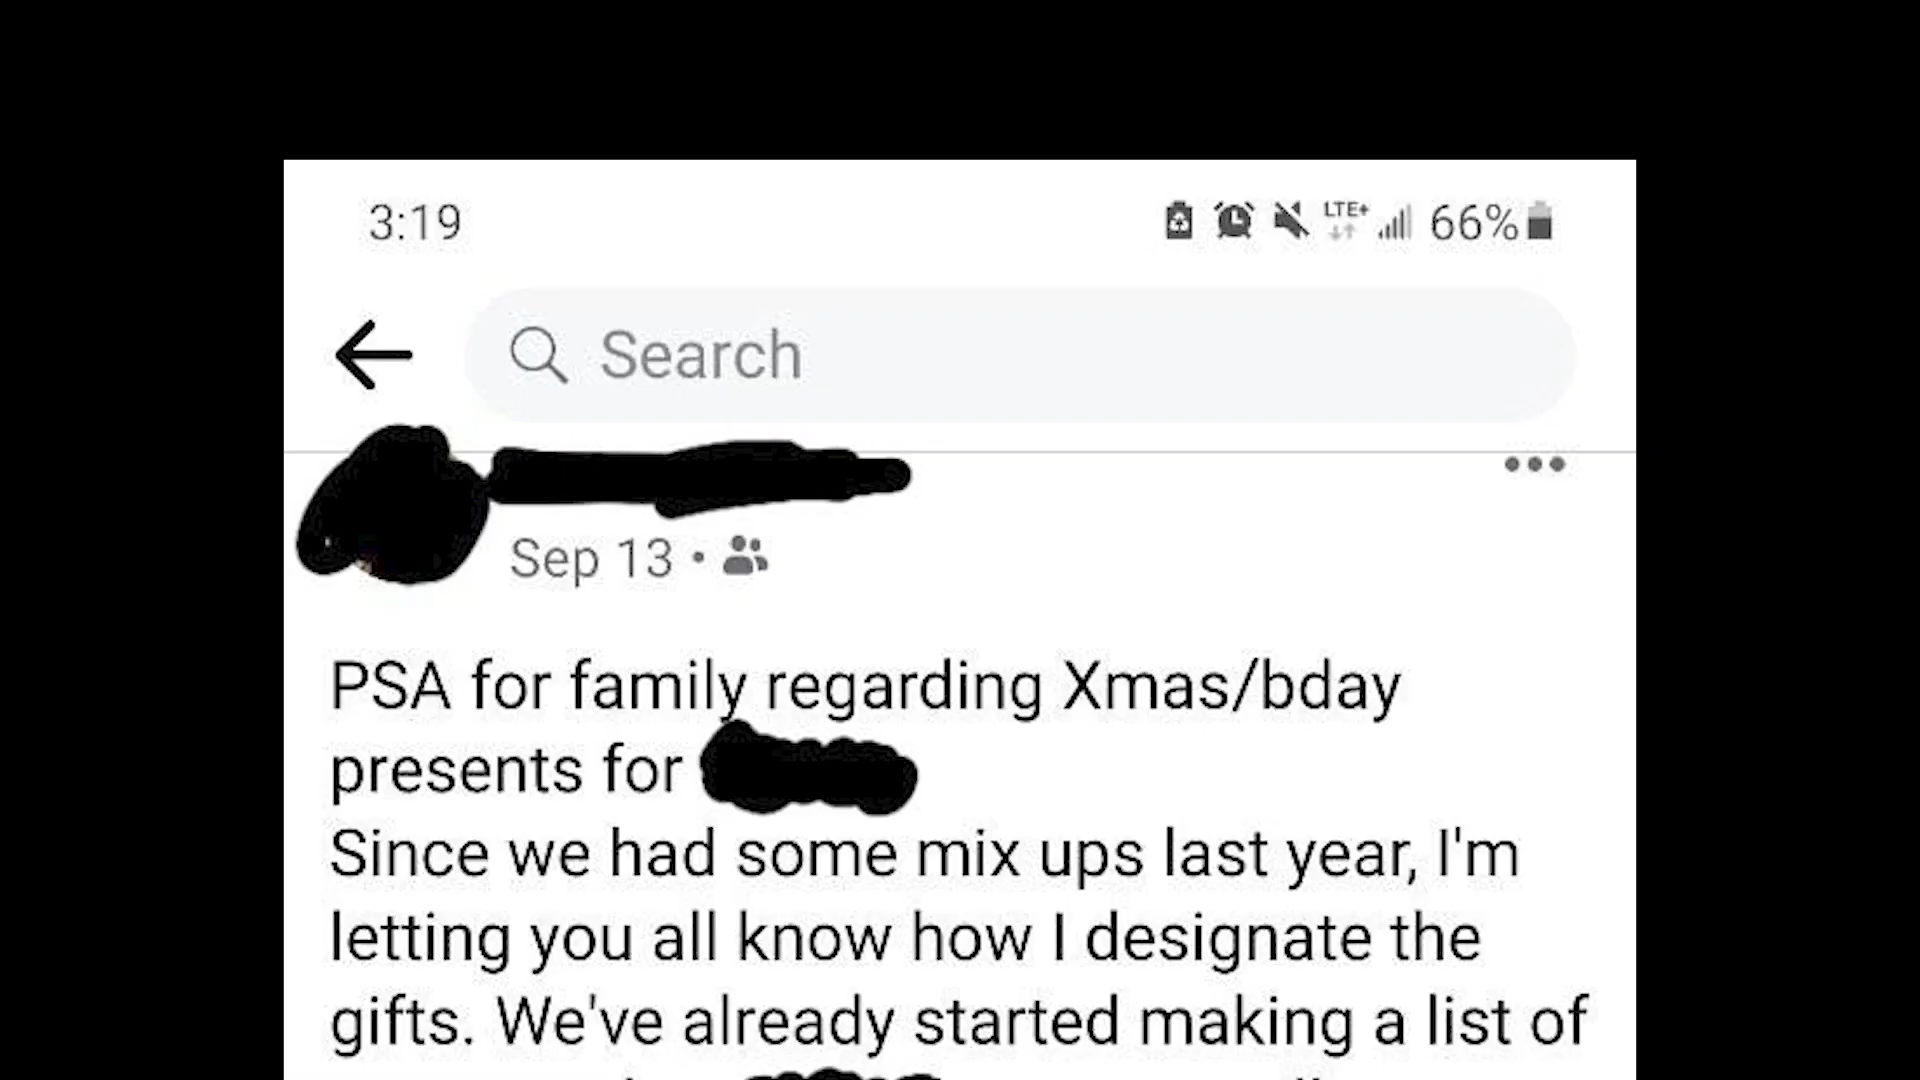 3:19 LTE+ 66%
Search
Sep 13
PSA for family regarding Xmas/bday
presents for
Since we had some mix ups last year, I'm
letting you all know how I designate the
gifts. We've already started making a list of